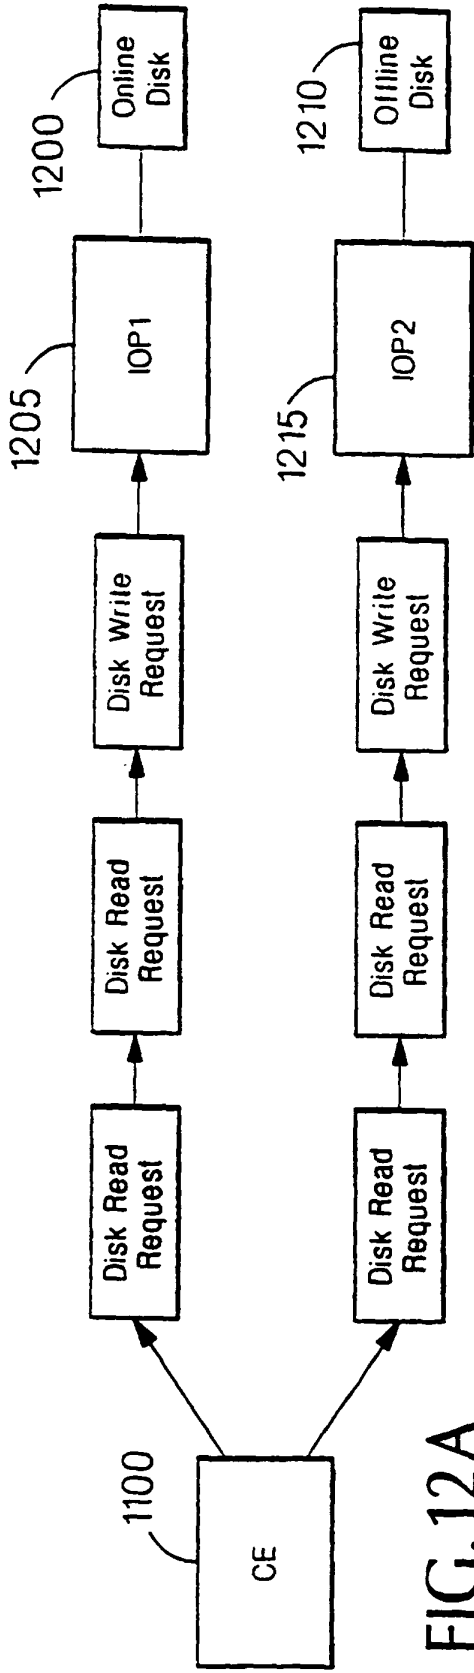 1100
CE
Disk Read
Request
Disk Read
Request
Disk Write
Request
1205
IOP1
1200
Online
Disk
Disk Read
Request
Disk Read
Request
Disk Write
Request
1215
IOP2
1210
Offline
Disk
FIG. 12A